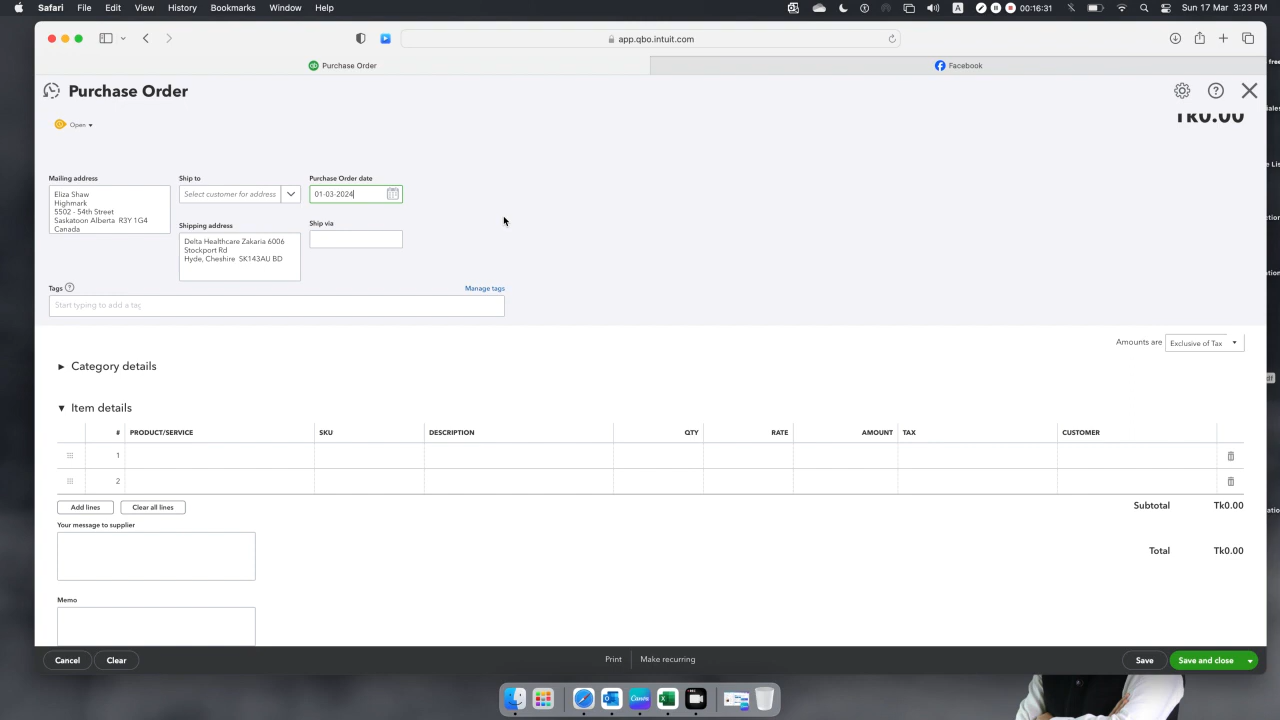 Safari File Edit View History Bookmarks Window Help 00:16:31 A Sun 17 Mar 3:23 PM
app.qbo.intuit.com
Purchase Order Facebook
Purchase Order
Tk0.00
Open
Mailing address Ship to Purchase Order date
Select customer for address 01-03-2024
Eliza Shaw
Highmark
5502 - 54th Street
Saskatoon Alberta R3Y 1G4
Canada
Shipping address Ship via
Delta Healthcare Zakaria 6006
Stockport Rd
Hyde, Cheshire SK143AU BD
Tags Manage tags
Start typing to add a tag
Amounts are Exclusive of Tax
Category details
Item details
# PRODUCT/SERVICE SKU DESCRIPTION QTY RATE AMOUNT TAX CUSTOMER
1
2
Add lines Clear all lines Subtotal Tk0.00
Your message to supplier
Total Tk0.00
Memo
Cancel Clear Print Make recurring Save Save and close